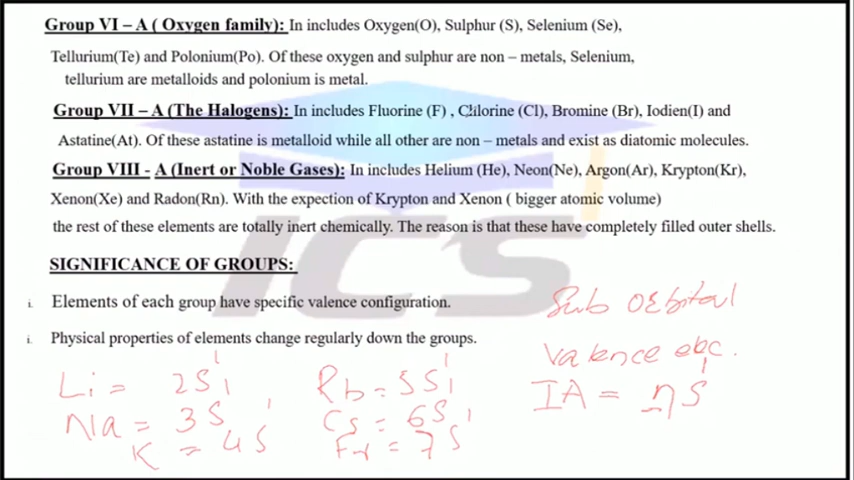 Group VI – A ( Oxygen family): In includes Oxygen(O), Sulphur (S), Selenium (Se),
Tellurium(Te) and Polonium(Po). Of these oxygen and sulphur are non – metals, Selenium,
tellurium are metalloids and polonium is metal.
Group VII – A (The Halogens): In includes Fluorine (F) , Chlorine (Cl), Bromine (Br), Iodien(I) and
Astatine(At). Of these astatine is metalloid while all other are non – metals and exist as diatomic molecules.
Group VIII - A (Inert or Noble Gases): In includes Helium (He), Neon(Ne), Argon(Ar), Krypton(Kr),
Xenon(Xe) and Radon(Rn). With the expection of Krypton and Xenon ( bigger atomic volume)
the rest of these elements are totally inert chemically. The reason is that these have completely filled outer shells.
ICS
SIGNIFICANCE OF GROUPS:
i. Elements of each group have specific valence configuration.
i. Physical properties of elements change regularly down the groups.
Sub orbital
valence
IA = nS¹
Li = 2S¹
Na = 3S¹
K = 4S¹
Rb = 5S¹
Cs = 6S¹
Fr = 7S¹